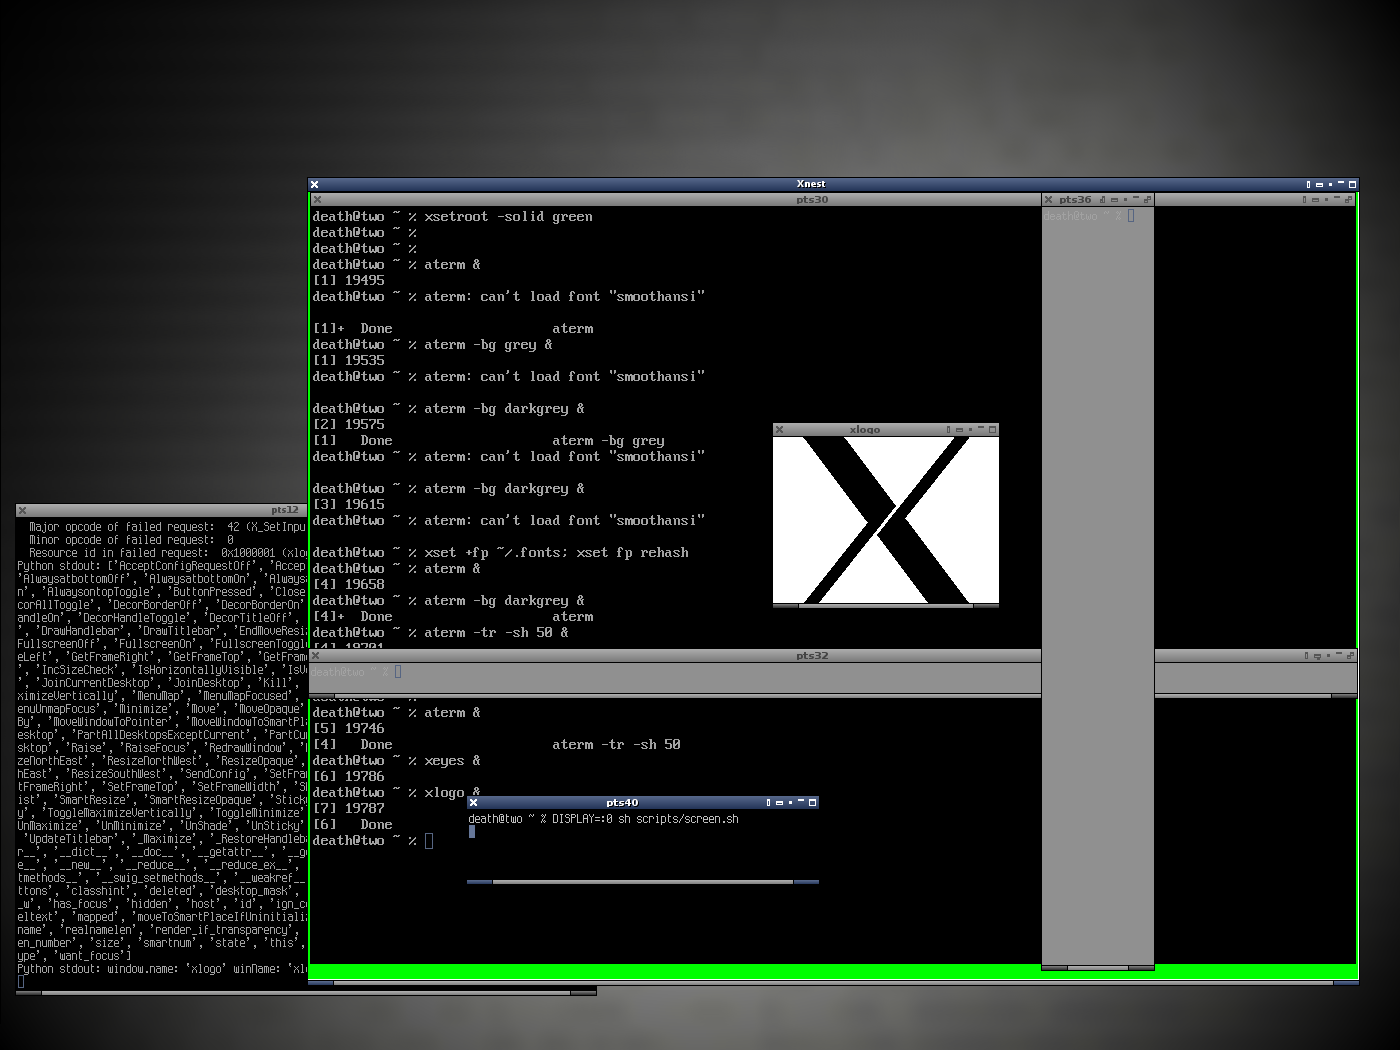 Xnest
pts30
pts36
death@two ~ % xsetroot -solid green
death@two ~ %
death@two ~ %
death@two ~ % aterm &
[1] 19495
death@two ~ % aterm: can't load font "smoothansi"
[1]+  Done                    aterm
death@two ~ % aterm -bg grey &
[1] 19535
death@two ~ % aterm: can't load font "smoothansi"
death@two ~ % aterm -bg darkgrey &
[2] 19575
[1]   Done                    aterm -bg grey
death@two ~ % aterm: can't load font "smoothansi"
death@two ~ % aterm -bg darkgrey &
[3] 19615
death@two ~ % aterm: can't load font "smoothansi"
death@two ~ % xset +fp ~/.fonts; xset fp rehash
death@two ~ % aterm &
[4] 19658
death@two ~ % aterm -bg darkgrey &
[4]+  Done                    aterm
death@two ~ % aterm -tr -sh 50 &
death@two ~ %
xlogo
pts32
death@two ~ %
death@two ~ % aterm &
[5] 19746
[4]   Done                    aterm -tr -sh 50
death@two ~ % xeyes &
[6] 19786
death@two ~ % xlogo &
[7] 19787
[6]   Done
death@two ~ %
pts40
death@two ~ % DISPLAY=:0 sh scripts/screen.sh
pts12
Major opcode of failed request:  42 (X_SetInpu
Minor opcode of failed request:  0
Resource id in failed request:  0x1000001 (xlo
Python stdout: ['AcceptConfigRequestOff', 'Accep
'AlwaysatbottomOff', 'AlwaysatbottomOn', 'Always
n', 'AlwaysontopToggle', 'ButtonPressed', 'Close
corAllToggle', 'DecorBorderOff', 'DecorBorderOn'
andleOn', 'DecorHandleToggle', 'DecorTitleOff',
', 'DrawHandlebar', 'DrawTitlebar', 'EndMoveResi
FullscreenOff', 'FullscreenOn', 'FullscreenToggl
eLeft', 'GetFrameRight', 'GetFrameTop', 'GetFram
', 'IncSizeCheck', 'IsHorizontallyVisible', 'IsV
', 'JoinCurrentDesktop', 'JoinDesktop', 'Kill',
ximizeVertically', 'MenuMap', 'MenuMapFocused',
enuUnmapFocus', 'Minimize', 'Move', 'MoveOpaque'
By', 'MoveWindowToPointer', 'MoveWindowToSmartPl
esktop', 'PartAllDesktopsExceptCurrent', 'PartCu
sktop', 'Raise', 'RaiseFocus', 'RedrawWindow', '
zeNorthEast', 'ResizeNorthWest', 'ResizeOpaque',
hEast', 'ResizeSouthWest', 'SendConfig', 'SetFra
tFrameRight', 'SetFrameTop', 'SetFrameWidth', 'S
ist', 'SmartResize', 'SmartResizeOpaque', 'Stick
y', 'ToggleMaximizeVertically', 'ToggleMinimize'
UnMaximize', 'UnMinimize', 'UnShade', 'UnSticky'
'UpdateTitlebar', '_Maximize', '_RestoreHandleba
r__', '__dict__', '__doc__', '__getattr__', '__g
e__', '__new__', '__reduce__', '__reduce_ex__',
tmethods__', '__swig_setmethods__', '__weakref__
ttons', 'classhint', 'deleted', 'desktop_mask',
_w', 'has_focus', 'hidden', 'host', 'id', 'ign_c
eltext', 'mapped', 'moveToSmartPlaceIfUninitiali
name', 'realnamelen', 'render_if_transparency',
en_number', 'size', 'smartnum', 'state', 'this',
ype', 'want_focus']
Python stdout: window.name: 'xlogo' winName: 'xl